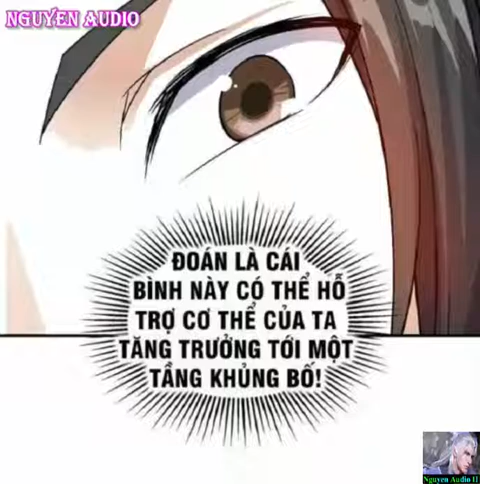 NGUYEN AUDIO
ĐOÁN LÀ CÁI
BÌNH NÀY CÓ THỂ HỖ
TRỢ CƠ THỂ CỦA TA
TĂNG TRƯỞNG TỚI MỘT
TẦNG KHỦNG BỐ!
Nguyen Audio II